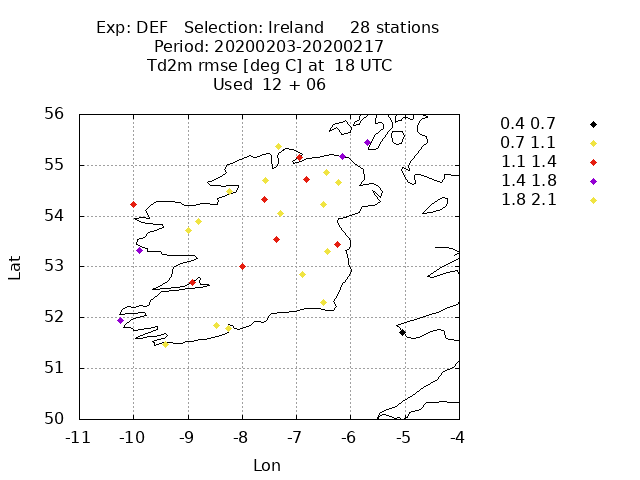 Exp: DEF   Selection: Ireland     28 stations
Period: 20200203-20200217
Td2m rmse [deg C] at  18 UTC
Used  12 + 06
56
55
54
53
52
51
50
-11 -10 -9 -8 -7 -6 -5 -4
Lat
Lon
0.4 0.7
0.7 1.1
1.1 1.4
1.4 1.8
1.8 2.1